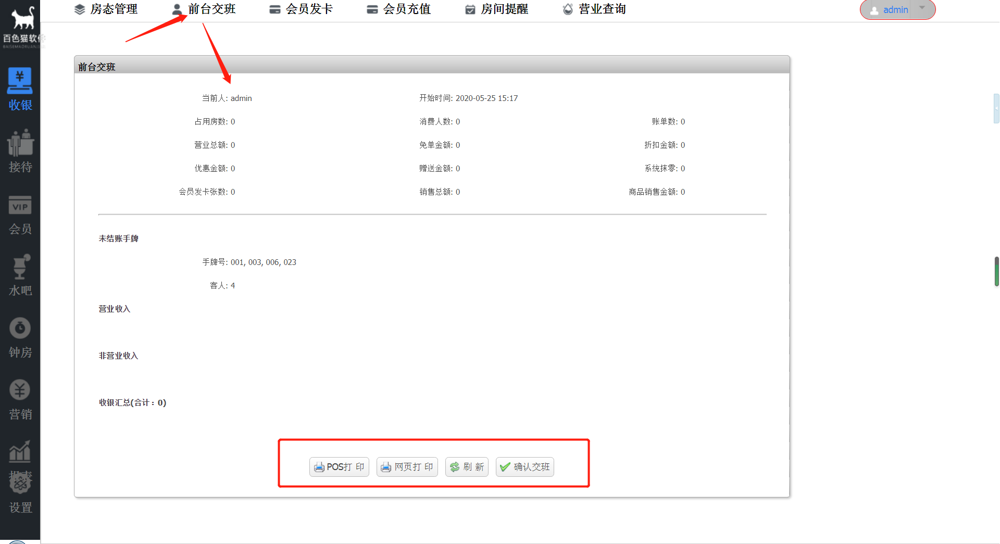 房态管理 前台交班 会员发卡 会员充值 房间提醒 营业查询 admin
百色猫软件
收银
接待
VIP
会员
水吧
钟房
营销
设置
前台交班
当前人: admin 开始时间: 2020-05-25 15:17
占用房数: 0 消费人数: 0 账单数: 0
营业总额: 0 免单金额: 0 折扣金额: 0
优惠金额: 0 赠送金额: 0 系统抹零: 0
会员发卡张数: 0 销售总额: 0 商品销售金额: 0
未结账手牌
手牌号: 001, 003, 006, 023
客人: 4
营业收入
非营业收入
收银汇总(合计：0)
POS打 印 网页打 印 刷 新 确认交班